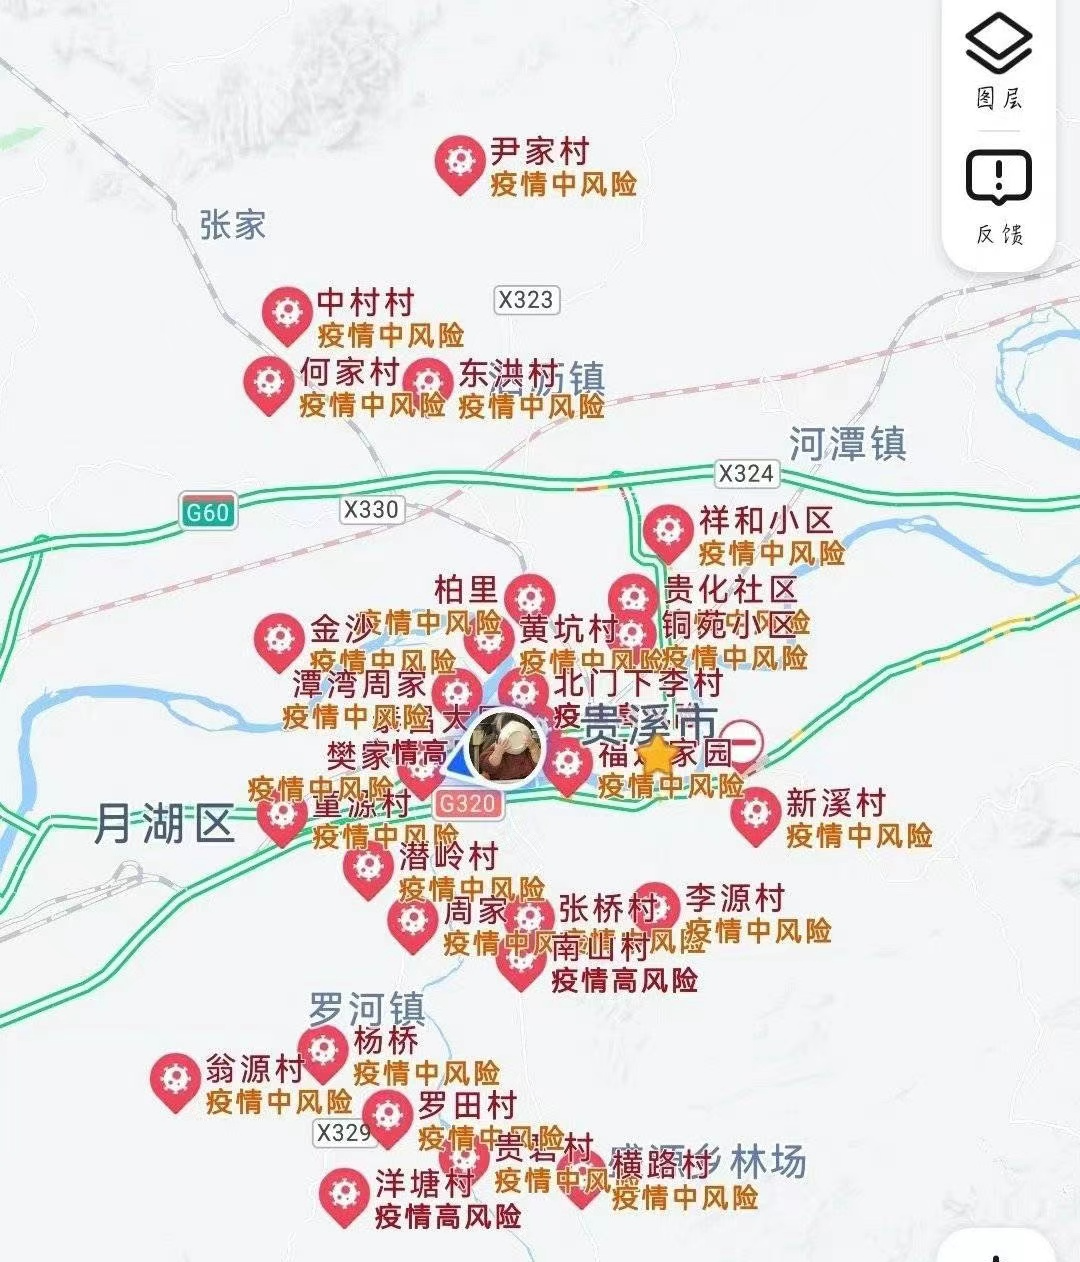 图层
反馈
尹家村
疫情中风险
张家
中村村
疫情中风险
X323
何家村
疫情中风险
东洪村
疫情中风险
镇
河潭镇
X324
G60
X330
祥和小区
疫情中风险
柏里
疫情中风险
贵化社区
金沙
疫情中风险
黄坑村
疫情中风险
铜苑小区
疫情中风险
潭湾周家
疫情中风险
北门下李村
贵溪市
樊家
疫情中风险
家园
疫情中风险
月湖区
童源村
疫情中风险
G320
新溪村
疫情中风险
潜岭村
疫情中风险
周家
疫情中风险
张桥村
李源村
疫情中风险
南山村
疫情高风险
罗河镇
杨桥
疫情中风险
翁源村
疫情中风险
罗田村
疫情中风险
X329
贵碧村
疫情中风险
横路村
疫情中风险
乡林场
洋塘村
疫情高风险